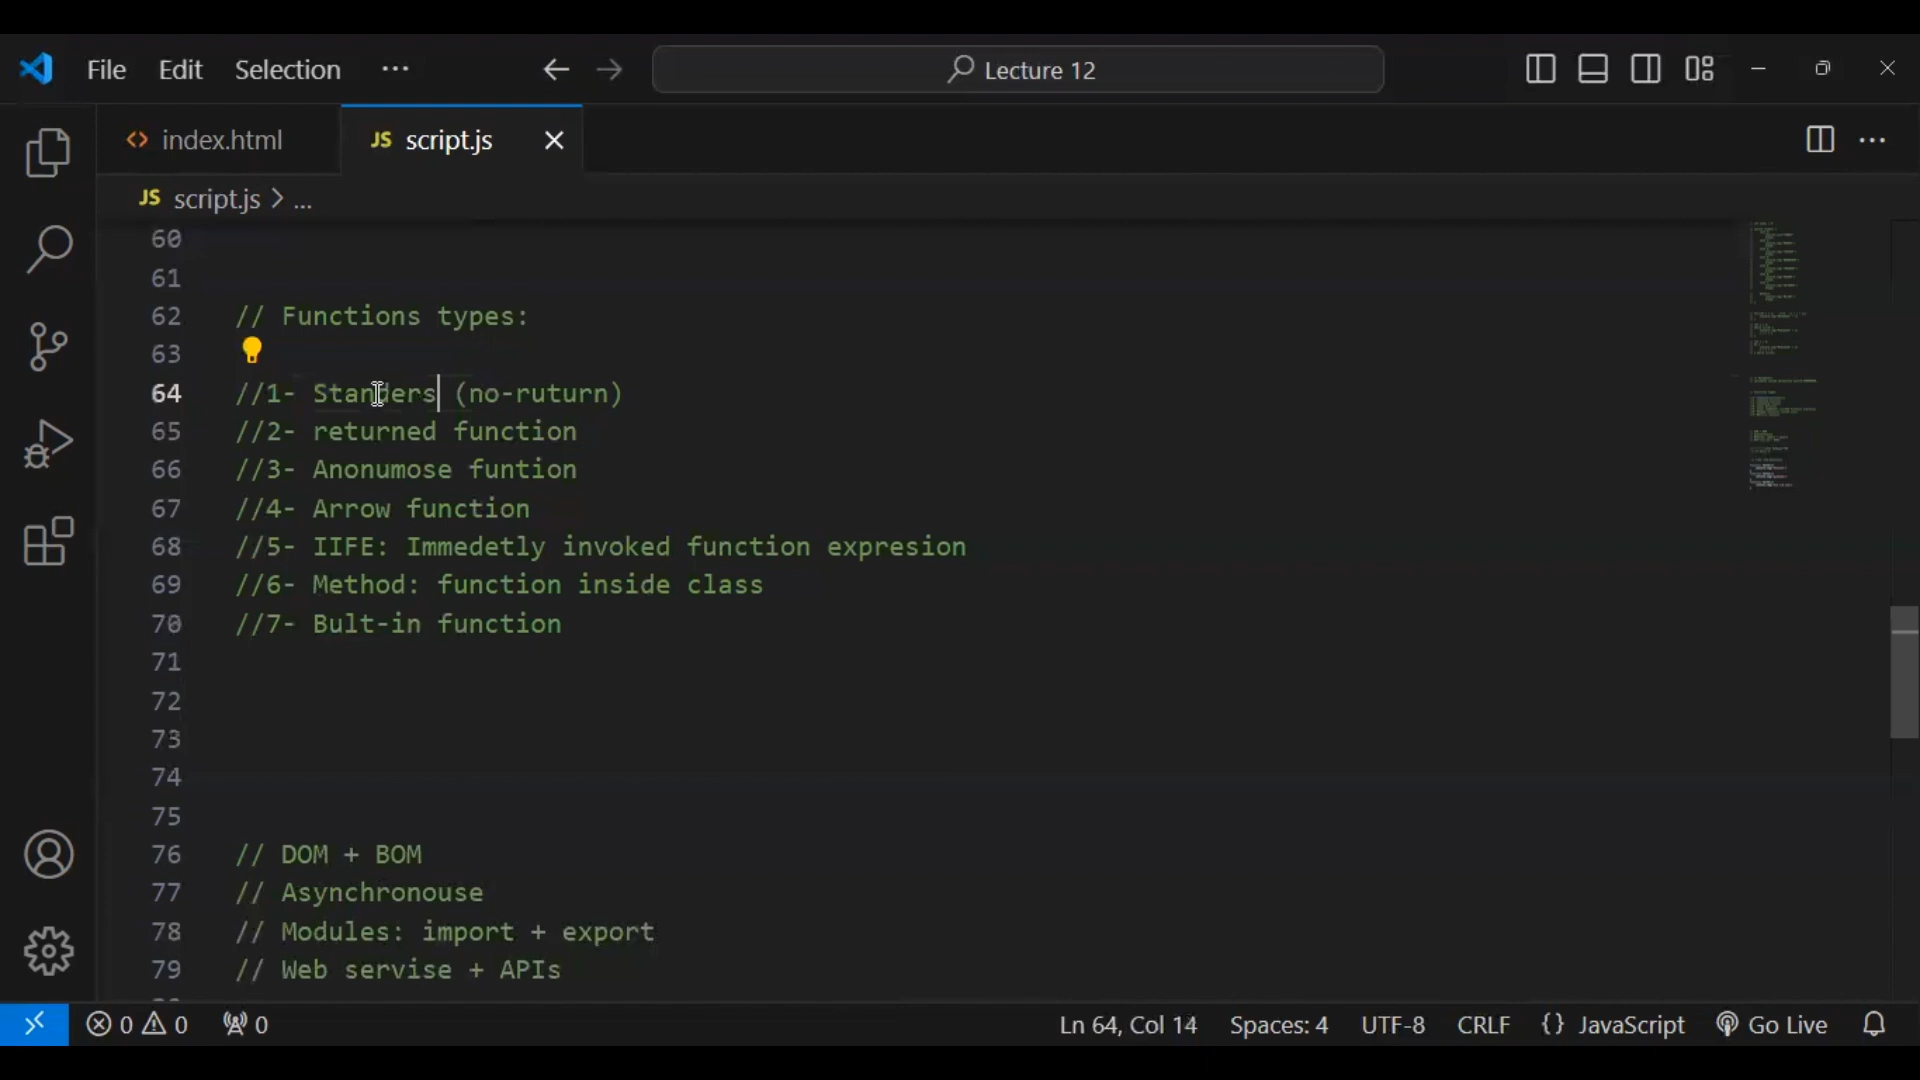 File Edit Selection ··· Lecture 12
index.html JS script.js
JS script.js > ...
60
61
62 // Functions types:
63
64 //1- Standers (no-ruturn)
65 //2- returned function
66 //3- Anonumose funtion
67 //4- Arrow function
68 //5- IIFE: Immedetly invoked function expresion
69 //6- Method: function inside class
70 //7- Bult-in function
71
72
73
74
75
76 // DOM + BOM
77 // Asynchronouse
78 // Modules: import + export
79 // Web servise + APIs
0 0 0 Ln 64, Col 14 Spaces: 4 UTF-8 CRLF {} JavaScript Go Live